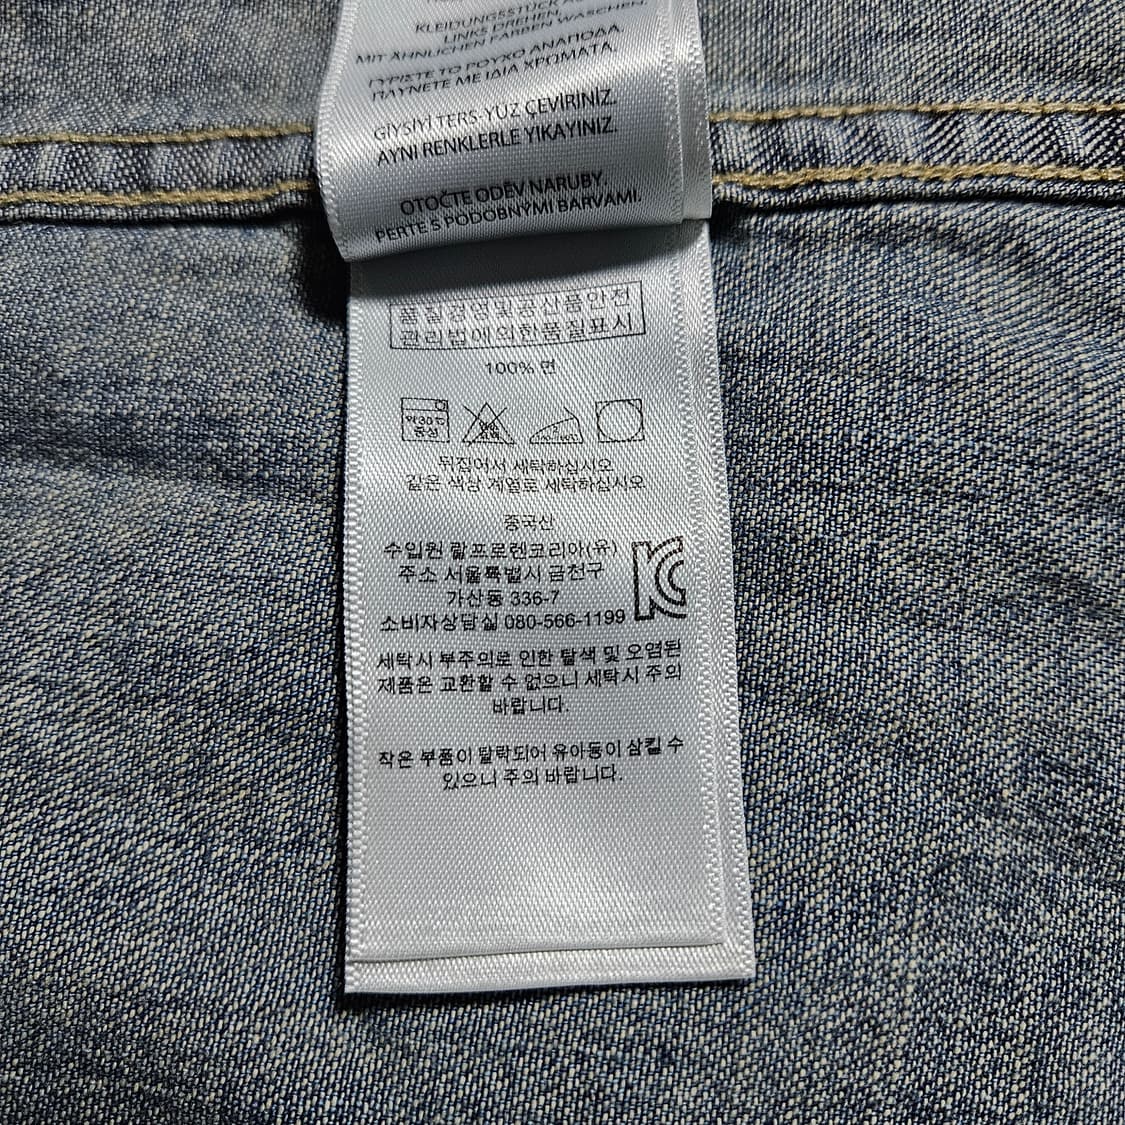 KLEIDUNGSSTÜCK A
LINKS DREHEN
MIT ÄHNLICHEN FARBEN WASCHEN.
ΓΥΡΙΣΤΕ ΤΟ ΡΟΥΧΟ ΑΝΑΠΟΔΑ
ΠΛΥΝΕΤΕ ΜΕ ΙΔΙΑ ΧΡΩΜΑΤΑ.
GİYSİYİ TERS-YÜZ ÇEVİRİNİZ.
AYNI RENKLERLE YIKAYINIZ.
OTOČTE ODĚV NARUBY.
PERTE S PODOBNÝMI BARVAMI.
품질경영및공산품안전
관리법에의한품질표시
100% 면
약30℃
중성
뒤집어서 세탁하십시오
같은 색상 계열로 세탁하십시오
중국산
수입원 랄프로렌코리아(유)
주소 서울특별시 금천구
가산동 336-7
소비자상담실 080-566-1199
세탁시 부주의로 인한 탈색 및 오염된
제품은 교환할 수 없으니 세탁시 주의
바랍니다.
작은 부품이 탈락되어 유아동이 삼킬 수
있으니 주의 바랍니다.